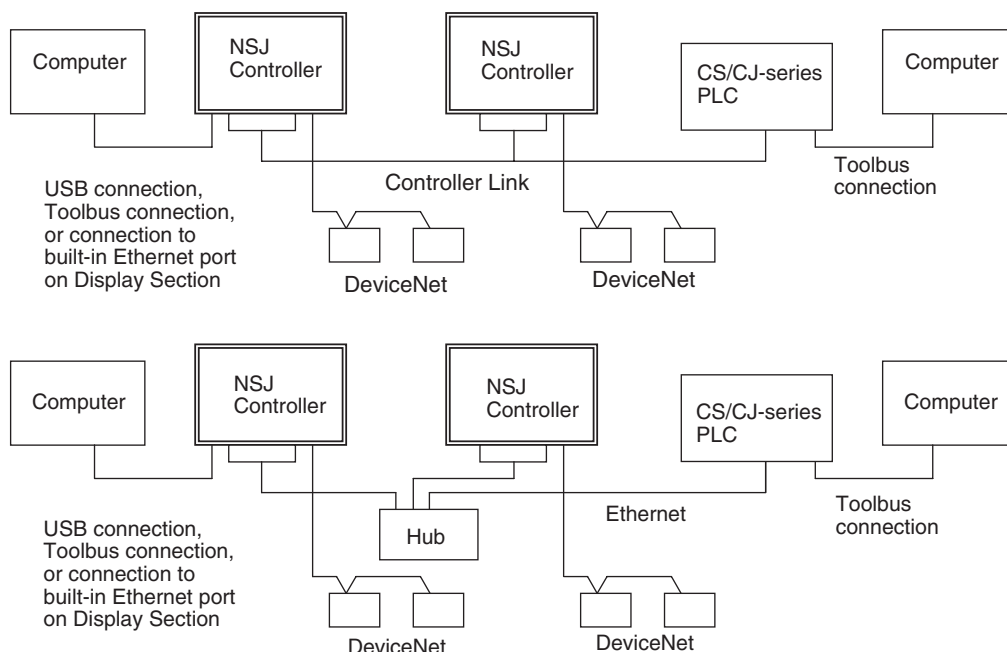 Computer
NSJ
Controller
NSJ
Controller
CS/CJ-series
PLC
Computer
USB connection,
Toolbus connection,
or connection to
built-in Ethernet port
on Display Section
Controller Link
Toolbus
connection
DeviceNet
DeviceNet
Computer
NSJ
Controller
NSJ
Controller
CS/CJ-series
PLC
Computer
USB connection,
Toolbus connection,
or connection to
built-in Ethernet port
on Display Section
Hub
Ethernet
Toolbus
connection
DeviceNet
DeviceNet